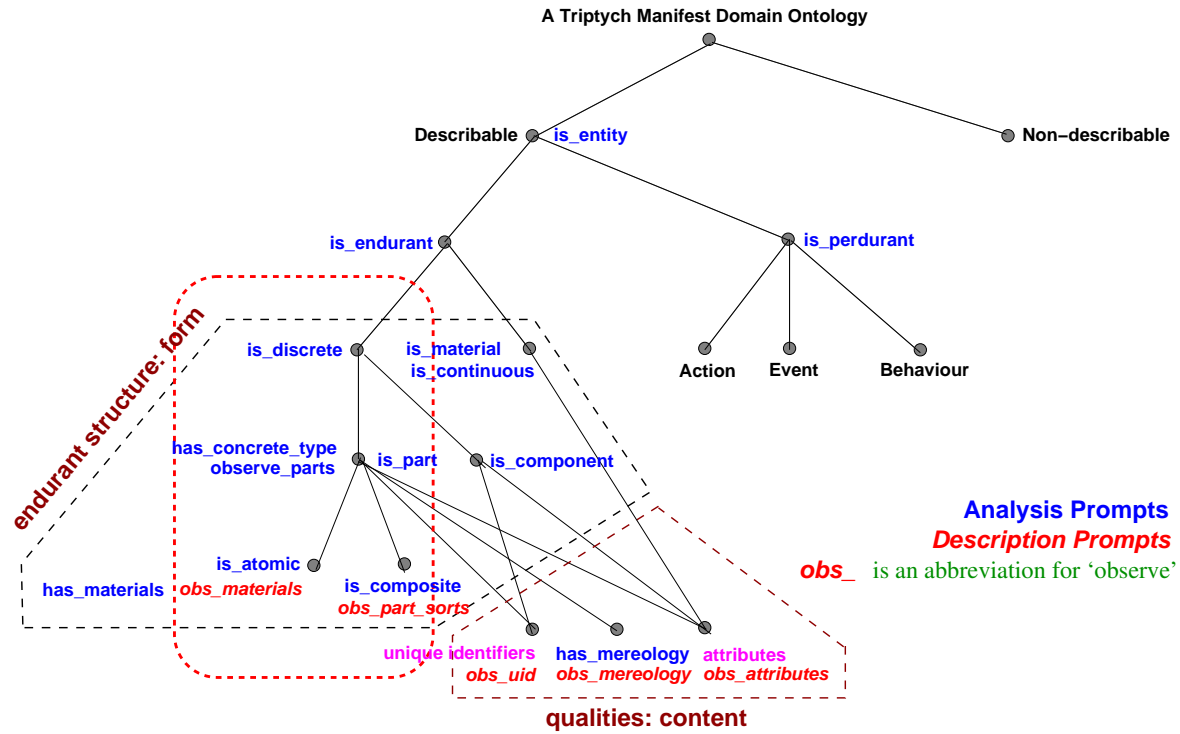 A Triptych Manifest Domain Ontology
Describable
is_entity
Non−describable
is_endurant
is_perdurant
endurant structure: form
is_discrete
is_material
is_continuous
Action
Event
Behaviour
has_concrete_type
observe_parts
is_part
is_component
Analysis Prompts
Description Prompts
obs_ is an abbreviation for ‘observe’
is_atomic
has_materials
obs_materials
is_composite
obs_part_sorts
unique identifiers
has_mereology
attributes
obs_uid
obs_mereology
obs_attributes
qualities: content